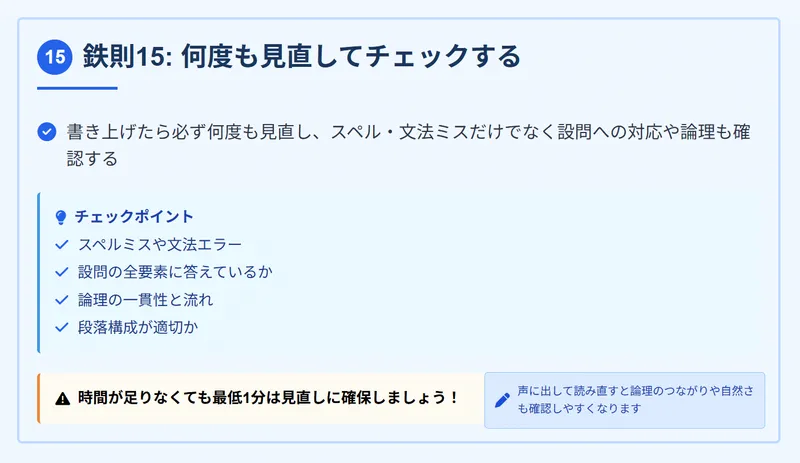 15 鉄則15: 何度も見直してチェックする
書き上げたら必ず何度も見直し、スペル・文法ミスだけでなく設問への対応や論理も確
認する
チェックポイント
スペルミスや文法エラー
設問の全要素に答えているか
論理の一貫性と流れ
段落構成が適切か
時間が足りなくても最低1分は見直しに確保しましょう！
声に出して読み直すと論理のつながりや自然さ
も確認しやすくなります